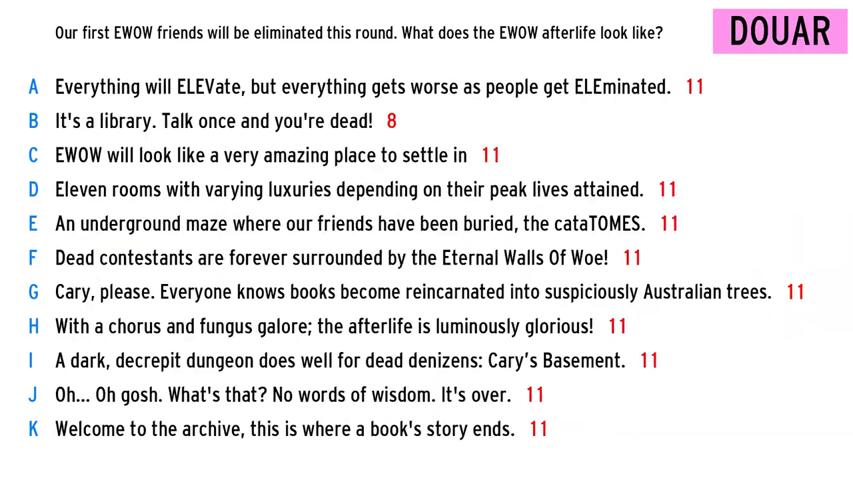 Our first EWOW friends will be eliminated this round. What does the EWOW afterlife look like?
DOUAR
A Everything will ELEVate, but everything gets worse as people get ELEminated. 11
B It's a library. Talk once and you're dead! 8
C EWOW will look like a very amazing place to settle in 11
D Eleven rooms with varying luxuries depending on their peak lives attained. 11
E An underground maze where our friends have been buried, the cataTOMES. 11
F Dead contestants are forever surrounded by the Eternal Walls Of Woe! 11
G Cary, please. Everyone knows books become reincarnated into suspiciously Australian trees. 11
H With a chorus and fungus galore; the afterlife is luminously glorious! 11
I A dark, decrepit dungeon does well for dead denizens: Cary’s Basement. 11
J Oh... Oh gosh. What's that? No words of wisdom. It's over. 11
K Welcome to the archive, this is where a book's story ends. 11